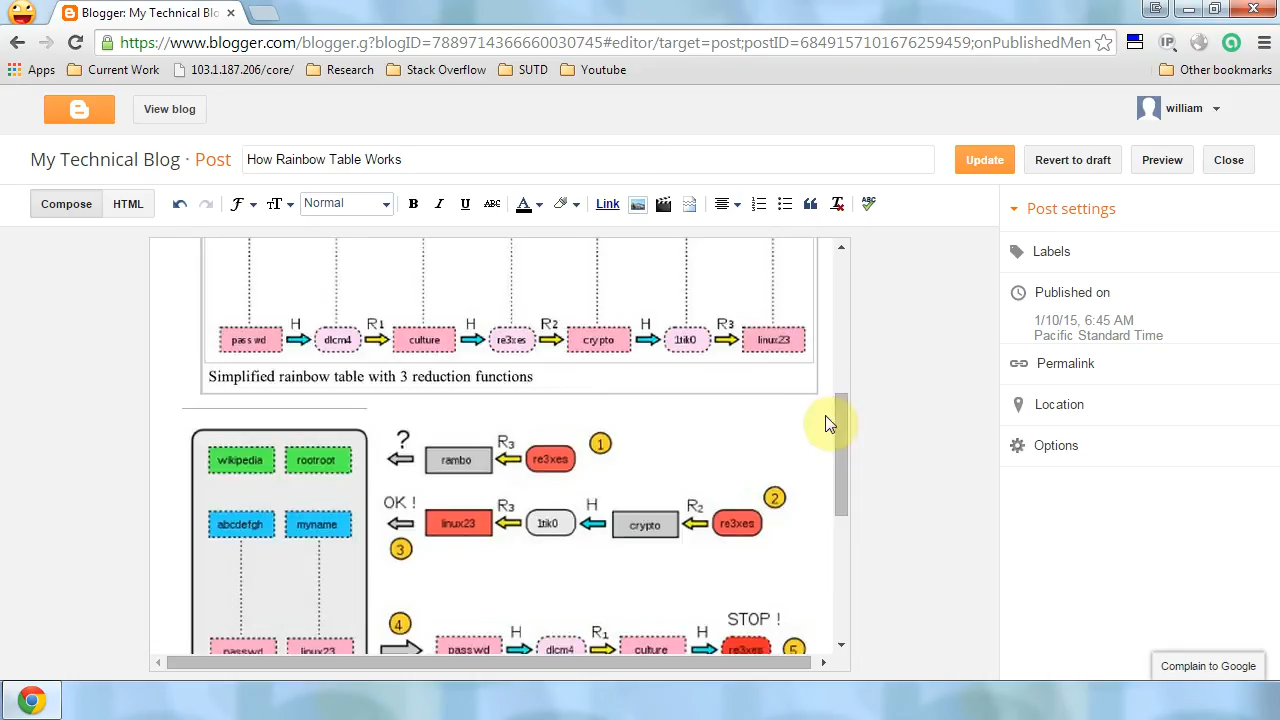 Blogger: My Technical Blo
https://www.blogger.com/blogger.g?blogID=7889714366660030745#editor/target=post;postID=6849157101676259459;onPublishedMen
Apps Current Work 103.1.187.206/core/ Research Stack Overflow SUTD Youtube Other bookmarks
View blog william
My Technical Blog · Post How Rainbow Table Works Update Revert to draft Preview Close
Compose HTML Normal B I U ABC A Link ABC
Post settings
Labels
Published on
1/10/15, 6:45 AM
Pacific Standard Time
Permalink
Location
Options
H R1 H R2 H R3
passwd dlcm4 culture re3xes crypto 1tik0 linux23
Simplified rainbow table with 3 reduction functions
? R3 1
wikipedia rootroot rambo re3xes
OK ! R3 H R2 2
abcdefgh myname linux23 1tik0 crypto re3xes
3
4 H R1 H STOP !
passwd linux23 passwd dlcm4 culture re3xes 5
Complain to Google